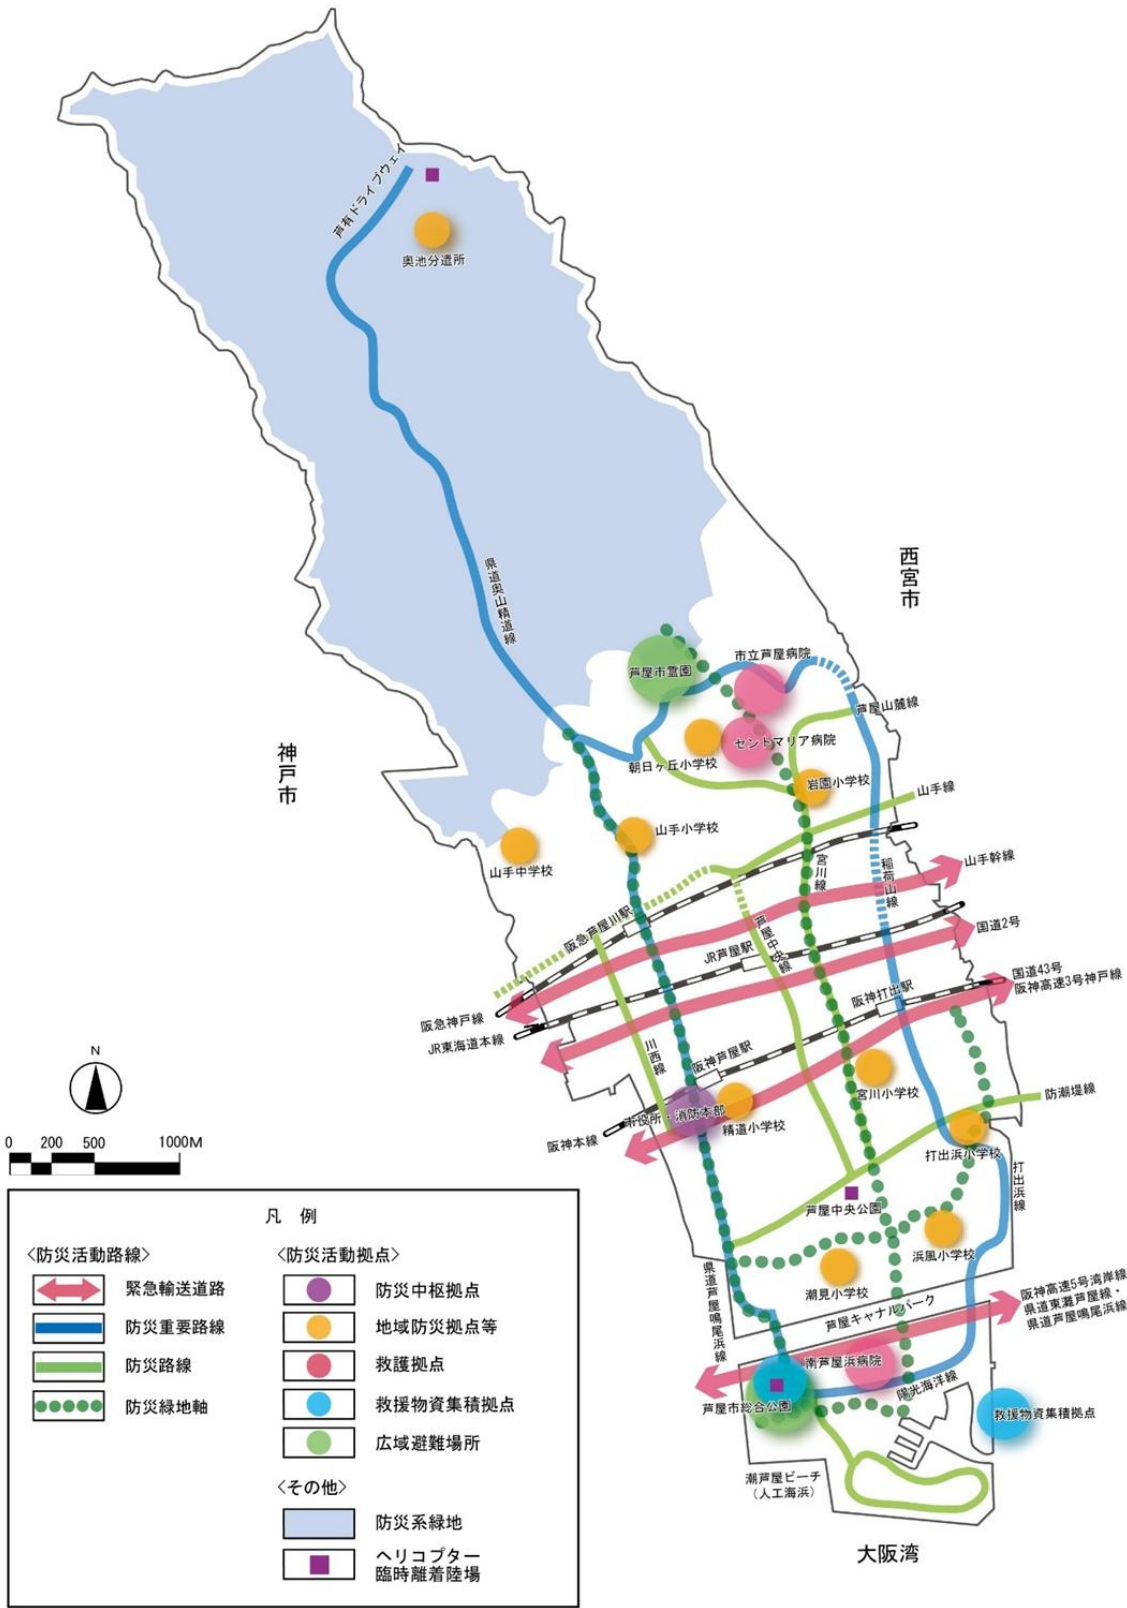 芦有ドライブウェイ
奥池分遣所
県道奥山精道線
西宮市
神戸市
芦屋市霊園
市立芦屋病院
芦屋山麓線
セントマリア病院
朝日ヶ丘小学校
岩園小学校
山手線
山手小学校
山手中学校
宮川線
稲荷山線
山手幹線
阪急芦屋川駅
芦屋中央線
JR芦屋駅
国道2号
国道43号
阪神高速3号神戸線
阪神打出駅
阪急神戸線
JR東海道本線
川西線
阪神芦屋駅
宮川小学校
防潮堤線
市役所・消防本部
精道小学校
阪神本線
打出浜小学校
打出浜線
芦屋中央公園
浜風小学校
潮見小学校
県道芦屋鳴尾浜線
芦屋キャナルパーク
阪神高速5号湾岸線
県道東灘芦屋線・
県道芦屋鳴尾浜線
南芦屋浜病院
陽光海洋線
芦屋市総合公園
救援物資集積拠点
潮芦屋ビーチ
(人工海浜)
大阪湾
N
0 200 500 1000M
凡 例
<防災活動路線>
緊急輸送道路
防災重要路線
防災路線
防災緑地軸
<防災活動拠点>
防災中枢拠点
地域防災拠点等
救護拠点
救援物資集積拠点
広域避難場所
<その他>
防災系緑地
ヘリコプター
臨時離着陸場